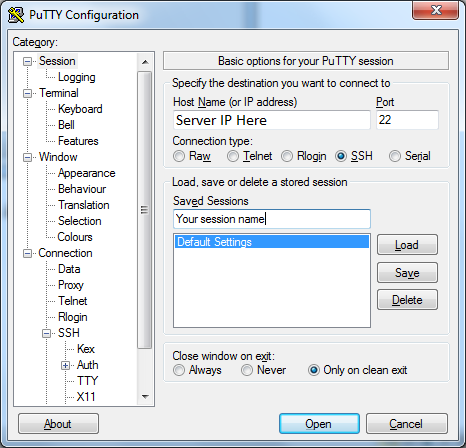 PuTTY Configuration
Category:
Session
Logging
Terminal
Keyboard
Bell
Features
Window
Appearance
Behaviour
Translation
Selection
Colours
Connection
Data
Proxy
Telnet
Rlogin
SSH
Kex
Auth
TTY
X11
Basic options for your PuTTY session
Specify the destination you want to connect to
Host Name (or IP address) Port
Server IP Here 22
Connection type:
Raw Telnet Rlogin SSH Serial
Load, save or delete a stored session
Saved Sessions
Your session name
Default Settings
Load
Save
Delete
Close window on exit:
Always Never Only on clean exit
About Open Cancel